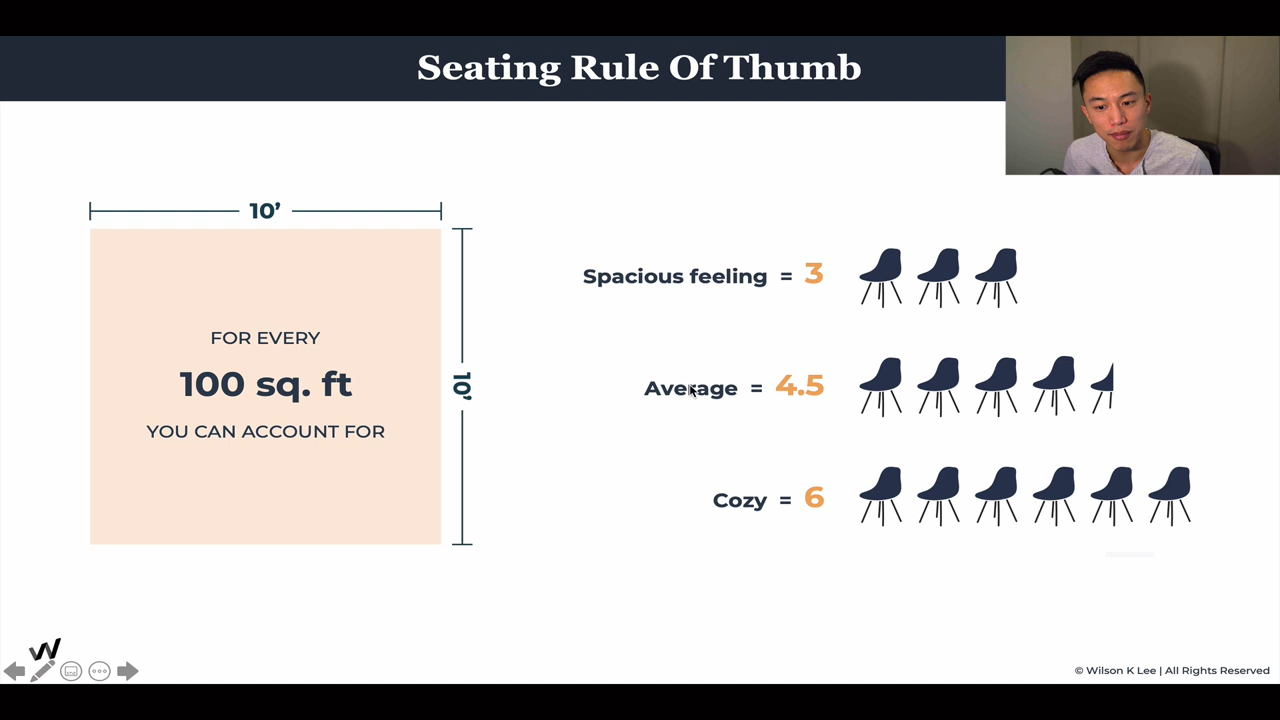 Seating Rule Of Thumb
10’
10’
FOR EVERY
100 sq. ft
YOU CAN ACCOUNT FOR
Spacious feeling = 3
Average = 4.5
Cozy = 6
W
© Wilson K Lee | All Rights Reserved